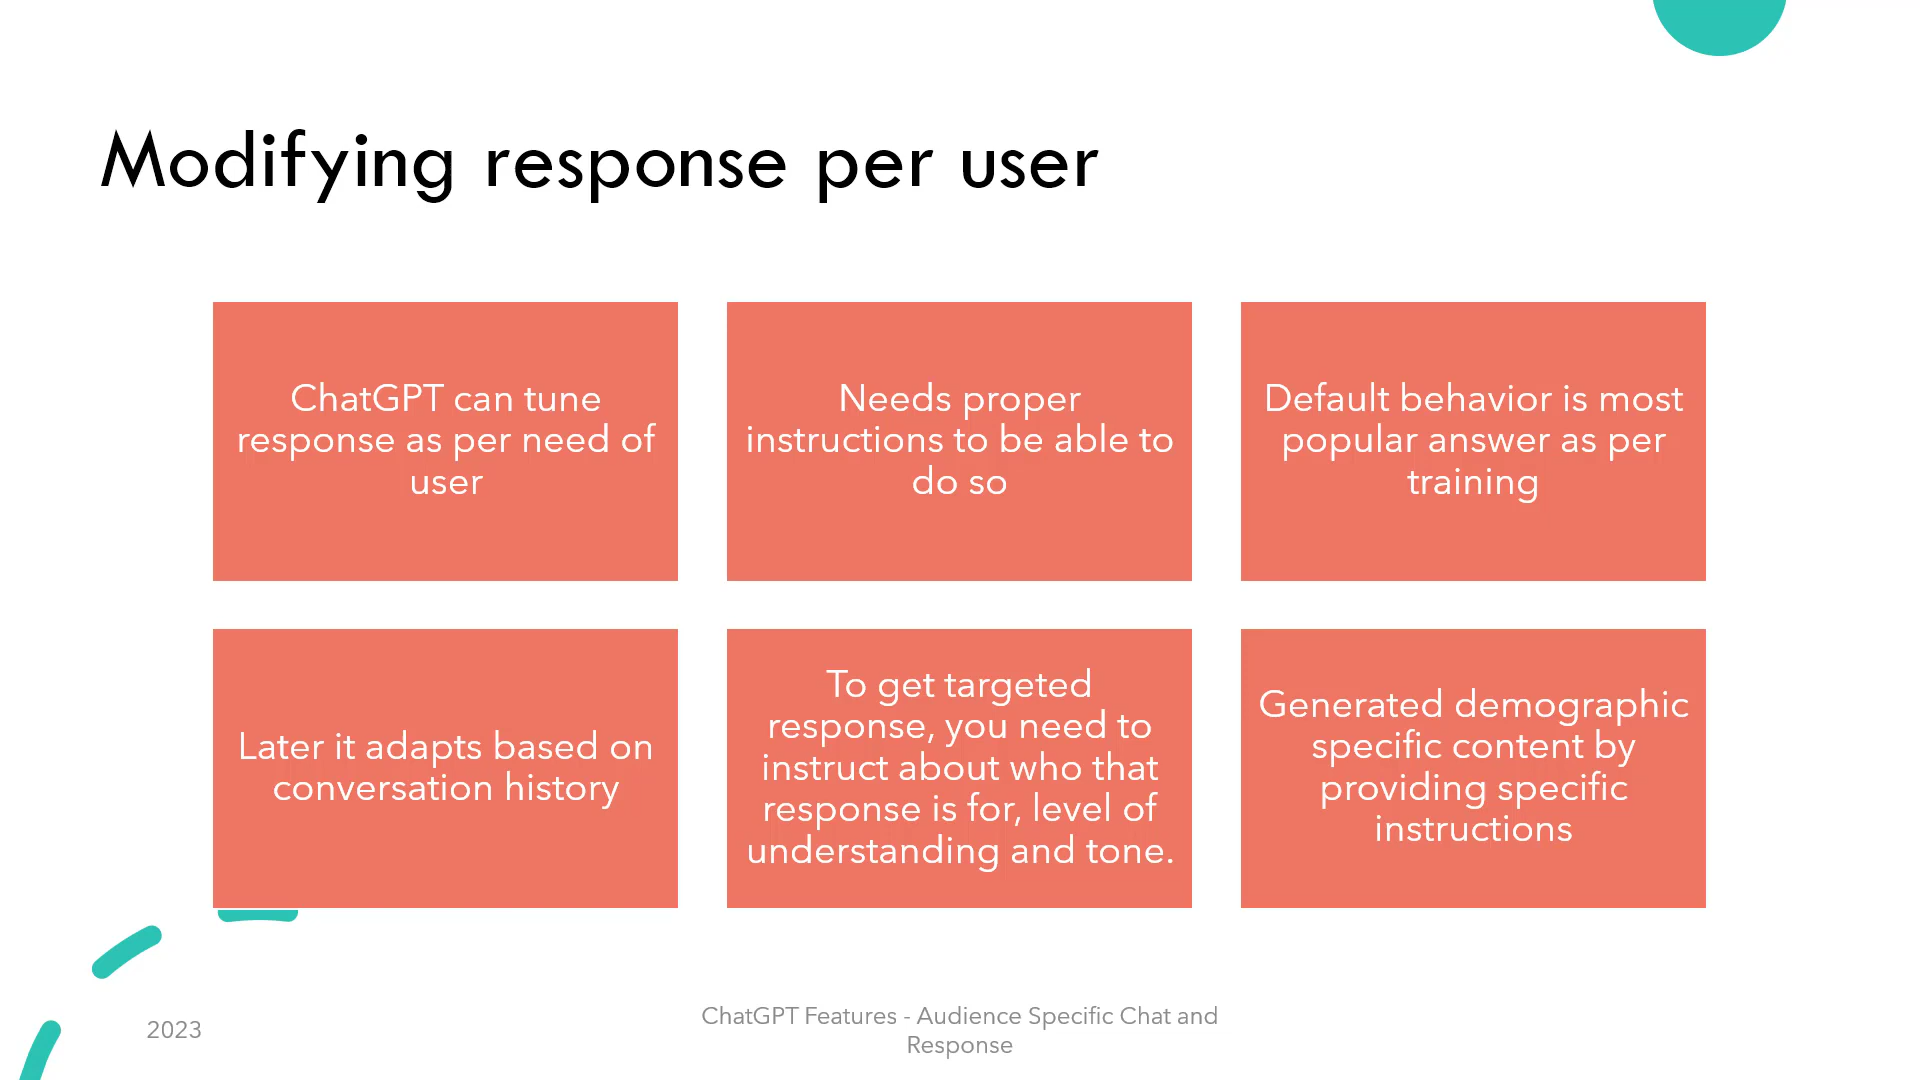 Modifying response per user
ChatGPT can tune
response as per need of
user
Needs proper
instructions to be able to
do so
Default behavior is most
popular answer as per
training
Later it adapts based on
conversation history
To get targeted
response, you need to
instruct about who that
response is for, level of
understanding and tone.
Generated demographic
specific content by
providing specific
instructions
2023
ChatGPT Features - Audience Specific Chat and
Response